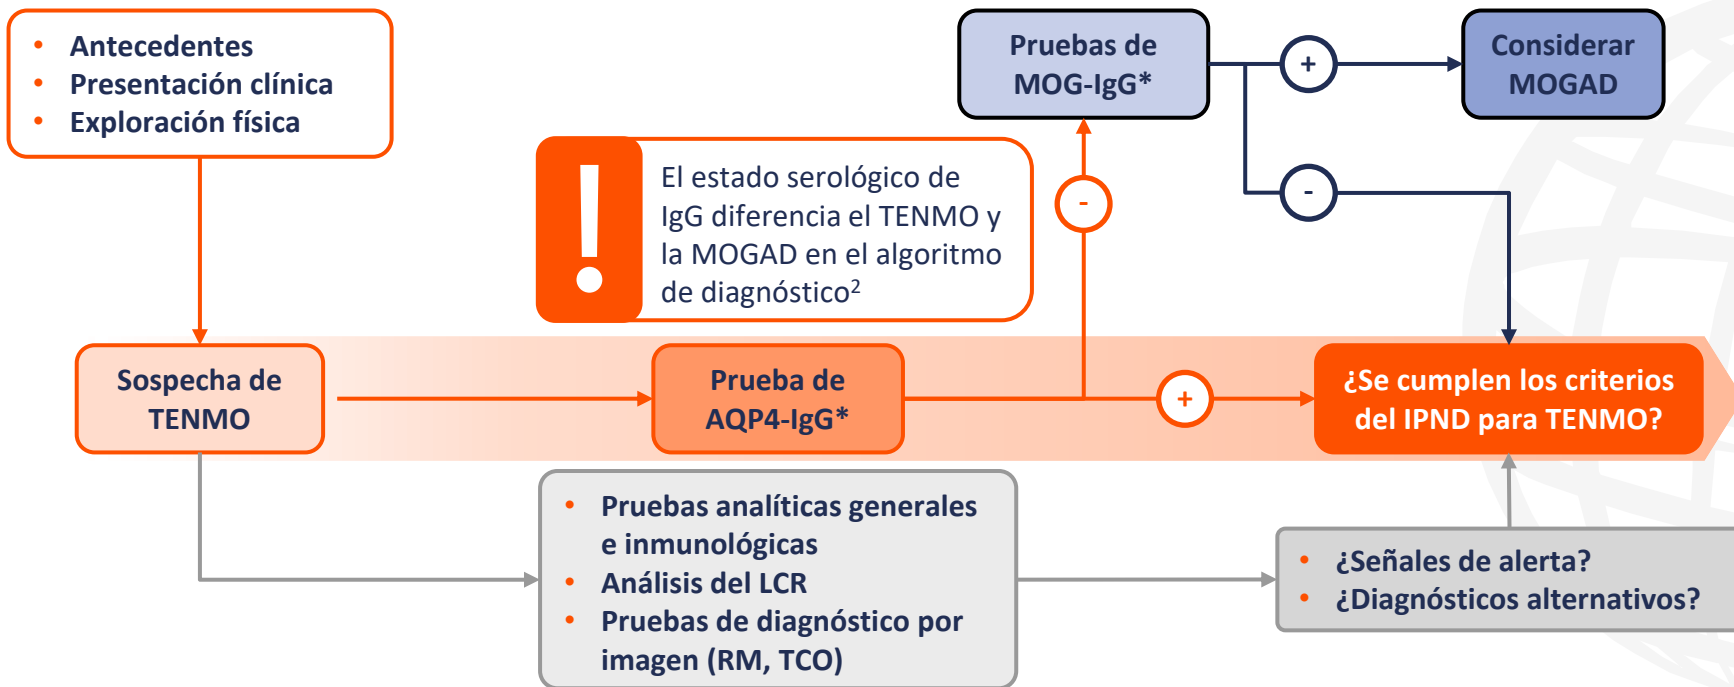 • Antecedentes
• Presentación clínica
• Exploración física
Pruebas de
MOG-IgG*
+
Considerar
MOGAD
-
-
!
El estado serológico de
IgG diferencia el TENMO y
la MOGAD en el algoritmo
de diagnóstico²
Sospecha de
TENMO
Prueba de
AQP4-IgG*
+
¿Se cumplen los criterios
del IPND para TENMO?
• Pruebas analíticas generales
e inmunológicas
• Análisis del LCR
• Pruebas de diagnóstico por
imagen (RM, TCO)
• ¿Señales de alerta?
• ¿Diagnósticos alternativos?